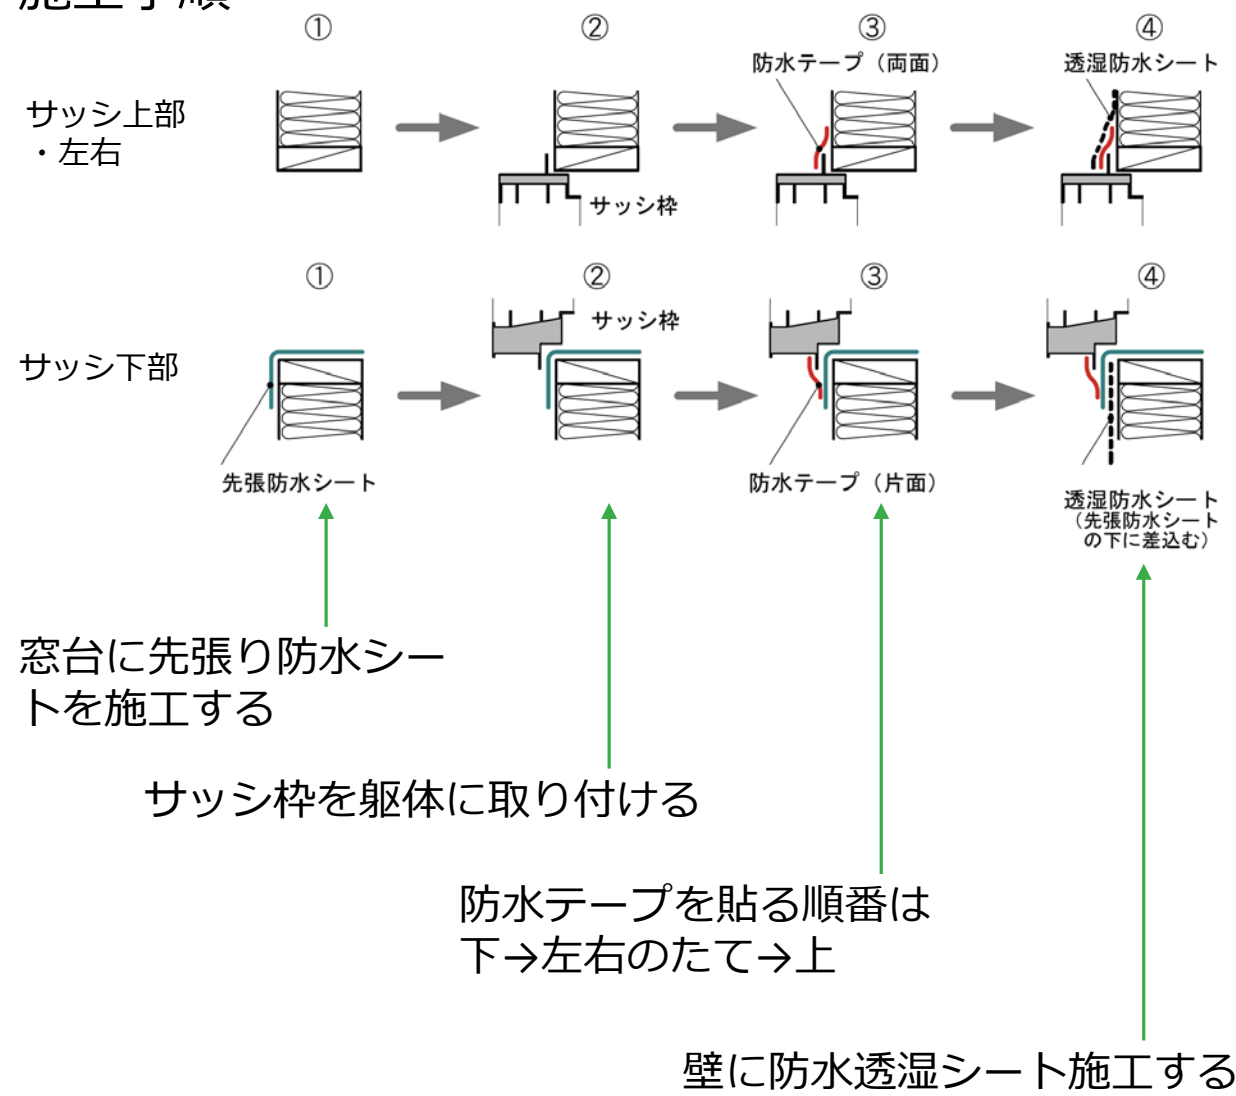 施工手順
① ② ③ ④
防水テープ（両面） 透湿防水シート
サッシ上部
・左右
サッシ枠
① ② ③ ④
サッシ枠
サッシ下部
先張防水シート 防水テープ（片面）
透湿防水シート
（先張防水シート
の下に差込む）
窓台に先張り防水シー
トを施工する
サッシ枠を躯体に取り付ける
防水テープを貼る順番は
下→左右のたて→上
壁に防水透湿シート施工する